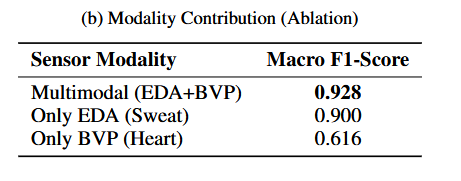 (b) Modality Contribution (Ablation)
Sensor Modality Macro F1-Score
Multimodal (EDA+BVP) 0.928
Only EDA (Sweat) 0.900
Only BVP (Heart) 0.616